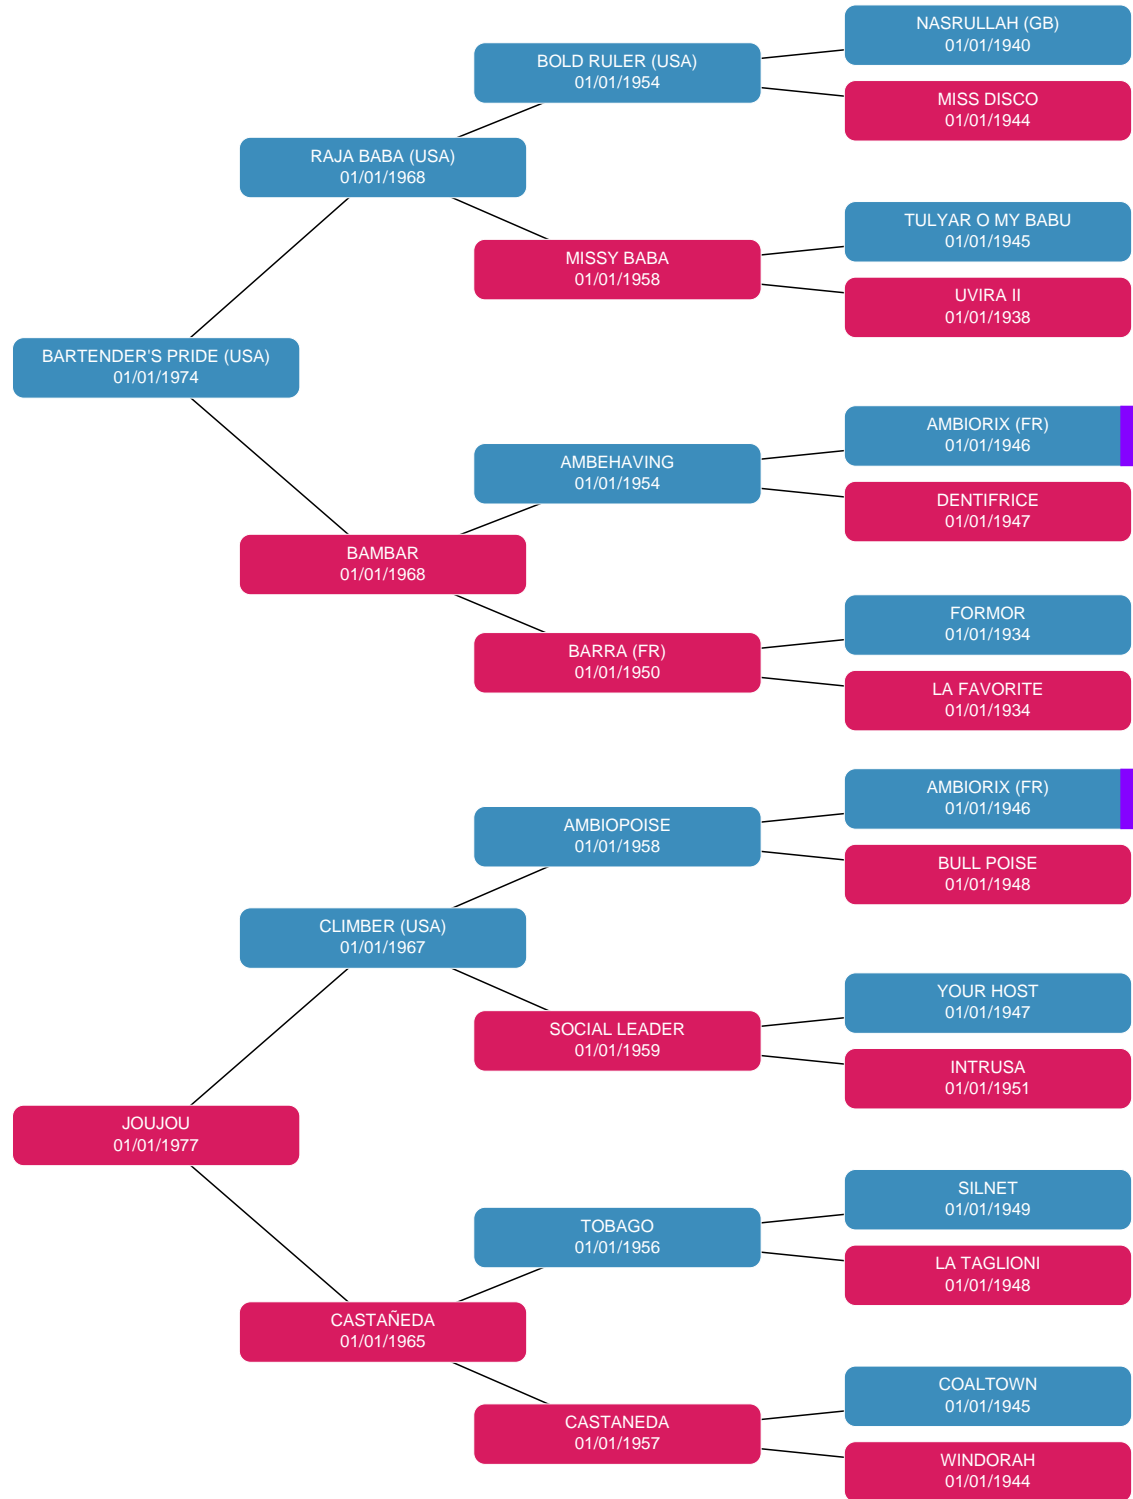 NASRULLAH (GB)
01/01/1940
BOLD RULER (USA)
01/01/1954
MISS DISCO
01/01/1944
RAJA BABA (USA)
01/01/1968
TULYAR O MY BABU
01/01/1945
MISSY BABA
01/01/1958
UVIRA II
01/01/1938
BARTENDER'S PRIDE (USA)
01/01/1974
AMBIORIX (FR)
01/01/1946
AMBEHAVING
01/01/1954
DENTIFRICE
01/01/1947
BAMBAR
01/01/1968
FORMOR
01/01/1934
BARRA (FR)
01/01/1950
LA FAVORITE
01/01/1934
AMBIORIX (FR)
01/01/1946
AMBIOPOISE
01/01/1958
BULL POISE
01/01/1948
CLIMBER (USA)
01/01/1967
YOUR HOST
01/01/1947
SOCIAL LEADER
01/01/1959
INTRUSA
01/01/1951
JOUJOU
01/01/1977
SILNET
01/01/1949
TOBAGO
01/01/1956
LA TAGLIONI
01/01/1948
CASTAÑEDA
01/01/1965
COALTOWN
01/01/1945
CASTANEDA
01/01/1957
WINDORAH
01/01/1944